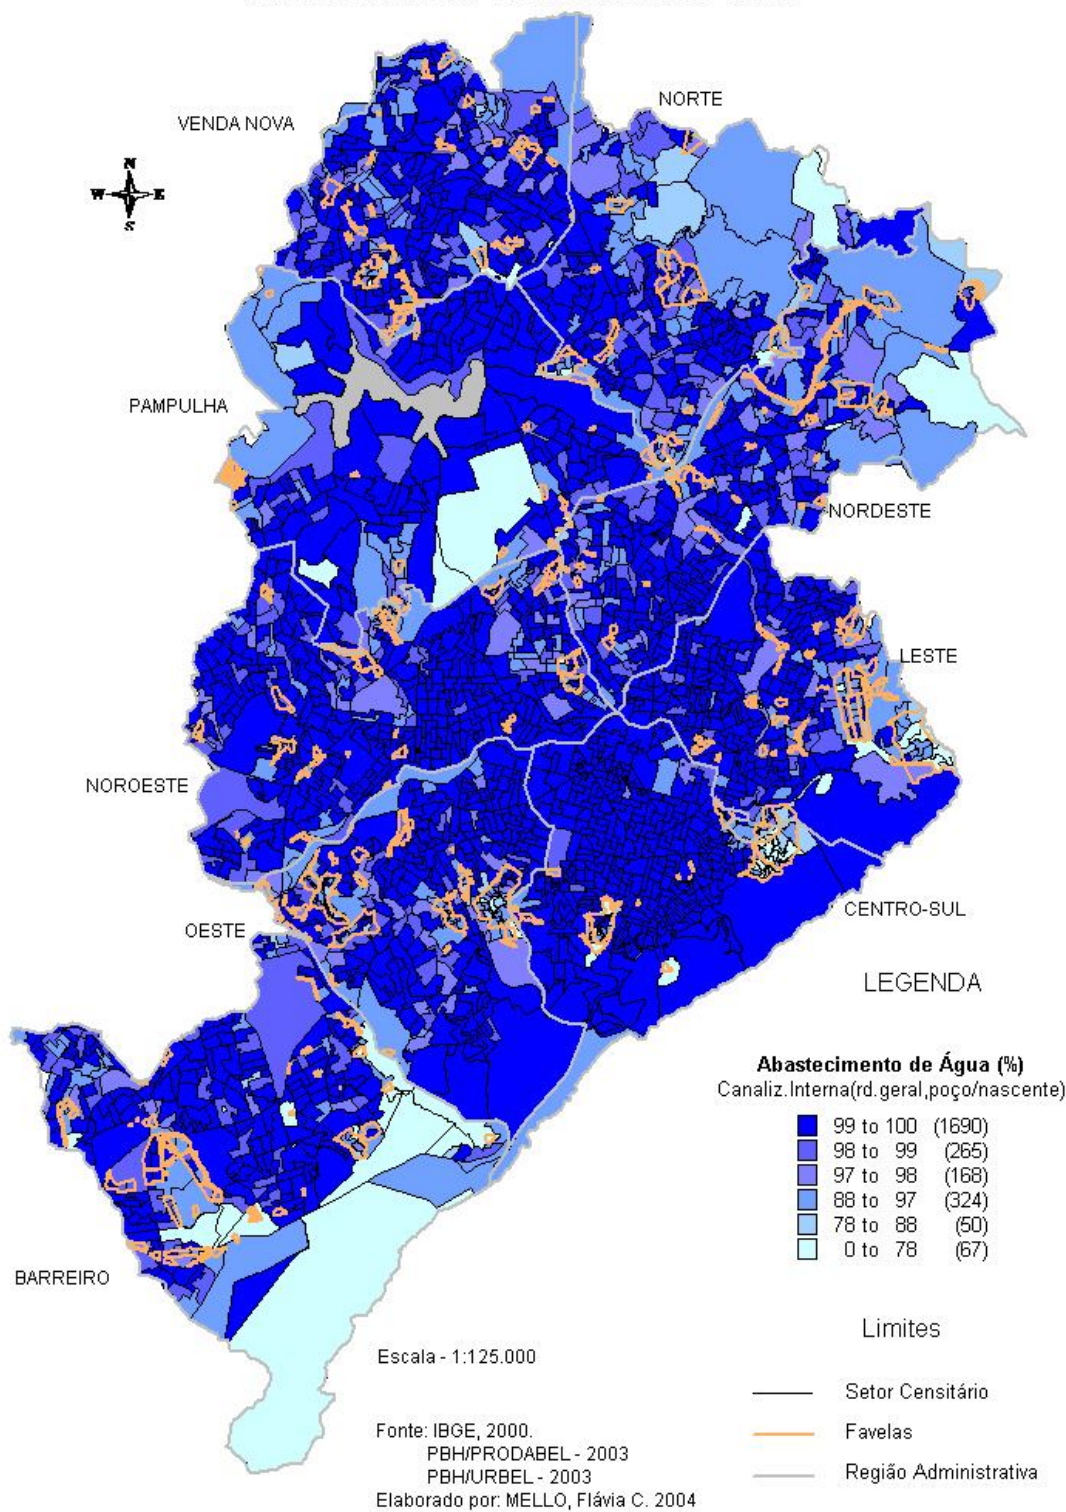 NORTE
VENDA NOVA
N
W E
S
PAMPULHA
NORDESTE
LESTE
NOROESTE
CENTRO-SUL
OESTE
LEGENDA
Abastecimento de Água (%)
Canaliz.Interna(rd.geral,poço/nascente)
99 to 100 (1690)
98 to 99 (265)
97 to 98 (168)
88 to 97 (324)
78 to 88 (50)
0 to 78 (67)
BARREIRO
Limites
Escala - 1:125.000
Setor Censitário
Favelas
Região Administrativa
Fonte: IBGE, 2000.
PBH/PRODABEL - 2003
PBH/URBEL - 2003
Elaborado por: MELLO, Flávia C. 2004